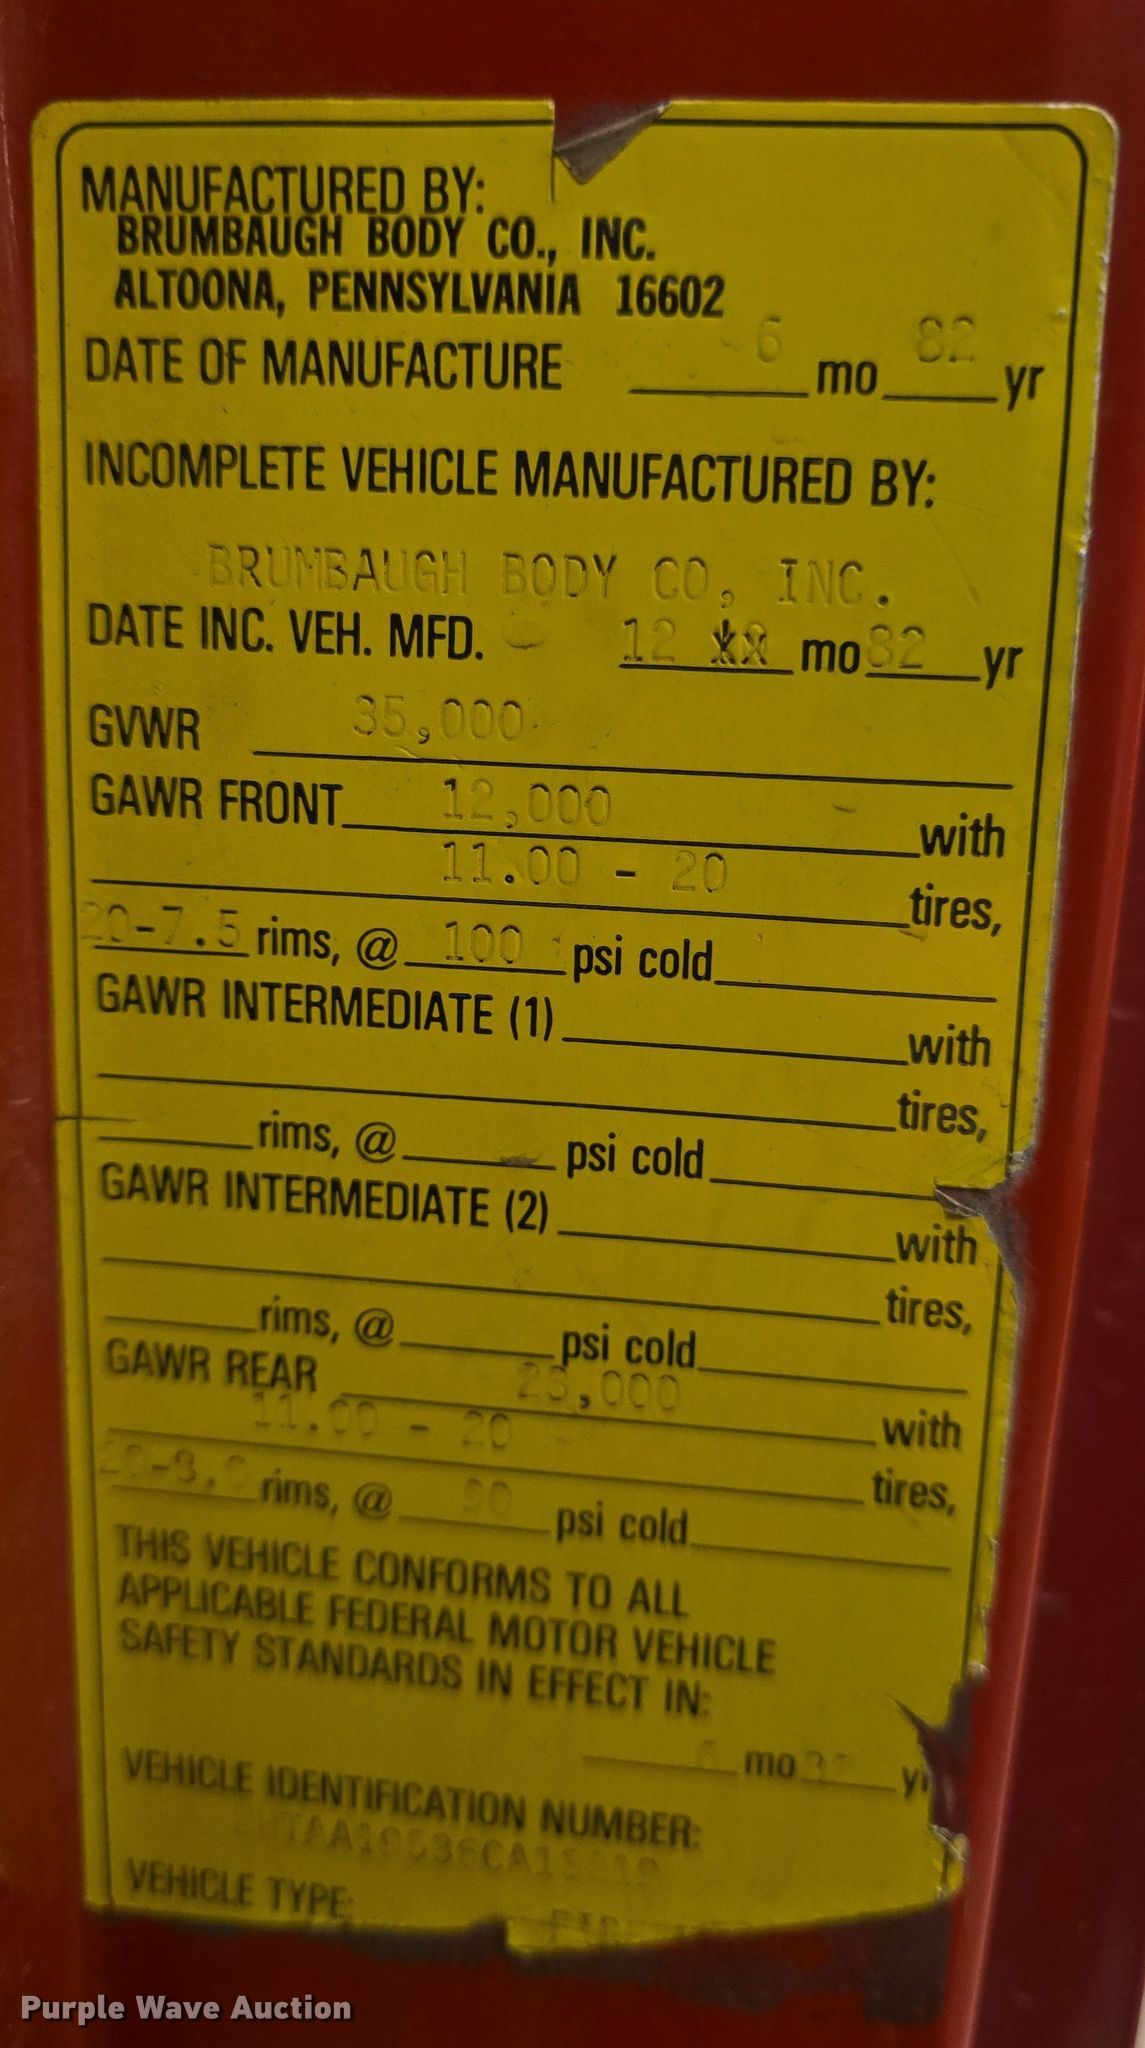 MANUFACTURED BY:
BRUMBAUGH BODY CO., INC.
ALTOONA, PENNSYLVANIA 16602
DATE OF MANUFACTURE 6 mo 82 yr
INCOMPLETE VEHICLE MANUFACTURED BY:
BRUMBAUGH BODY CO, INC.
DATE INC. VEH. MFD. 12 mo 82 yr
GVWR 35,000
GAWR FRONT 12,000 with
11.00 - 20 tires,
20-7.5 rims, @ 100 psi cold
GAWR INTERMEDIATE (1) with
tires,
rims, @ psi cold
GAWR INTERMEDIATE (2) with
tires,
rims, @ psi cold
GAWR REAR 23,000 with
11.00 - 20 tires,
rims, @ 90 psi cold
THIS VEHICLE CONFORMS TO ALL
APPLICABLE FEDERAL MOTOR VEHICLE
SAFETY STANDARDS IN EFFECT IN:
mo
VEHICLE IDENTIFICATION NUMBER:
VEHICLE TYPE:
Purple Wave Auction